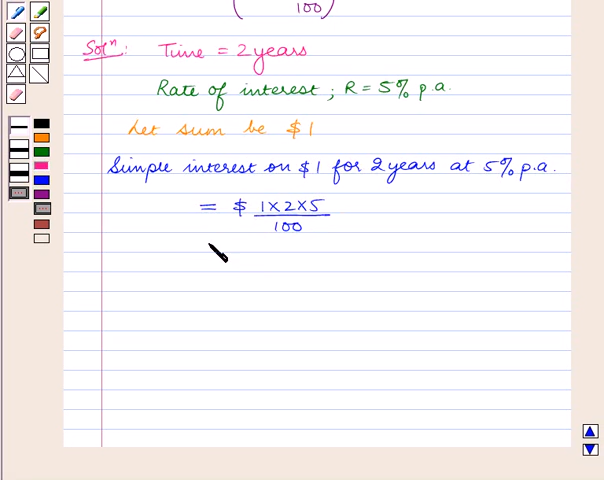 100
Solⁿ: Time = 2 years
Rate of interest ; R = 5% p.a.
Let sum be $1
Simple interest on $1 for 2 years at 5% p.a.
= $ 1×2×5
100